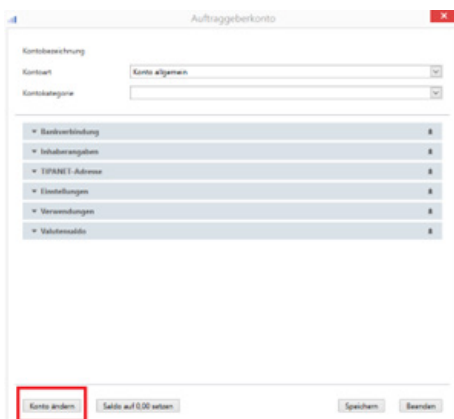 Auftraggeberkonto
Kontobezeichnung
Kontoart Konto allgemein
Kontokategorie
Bankverbindung
Inhaberangaben
TIPANET-Adresse
Einstellungen
Verwendungen
Valutensaldo
Konto ändern Saldo auf 0,00 setzen Speichern Beenden